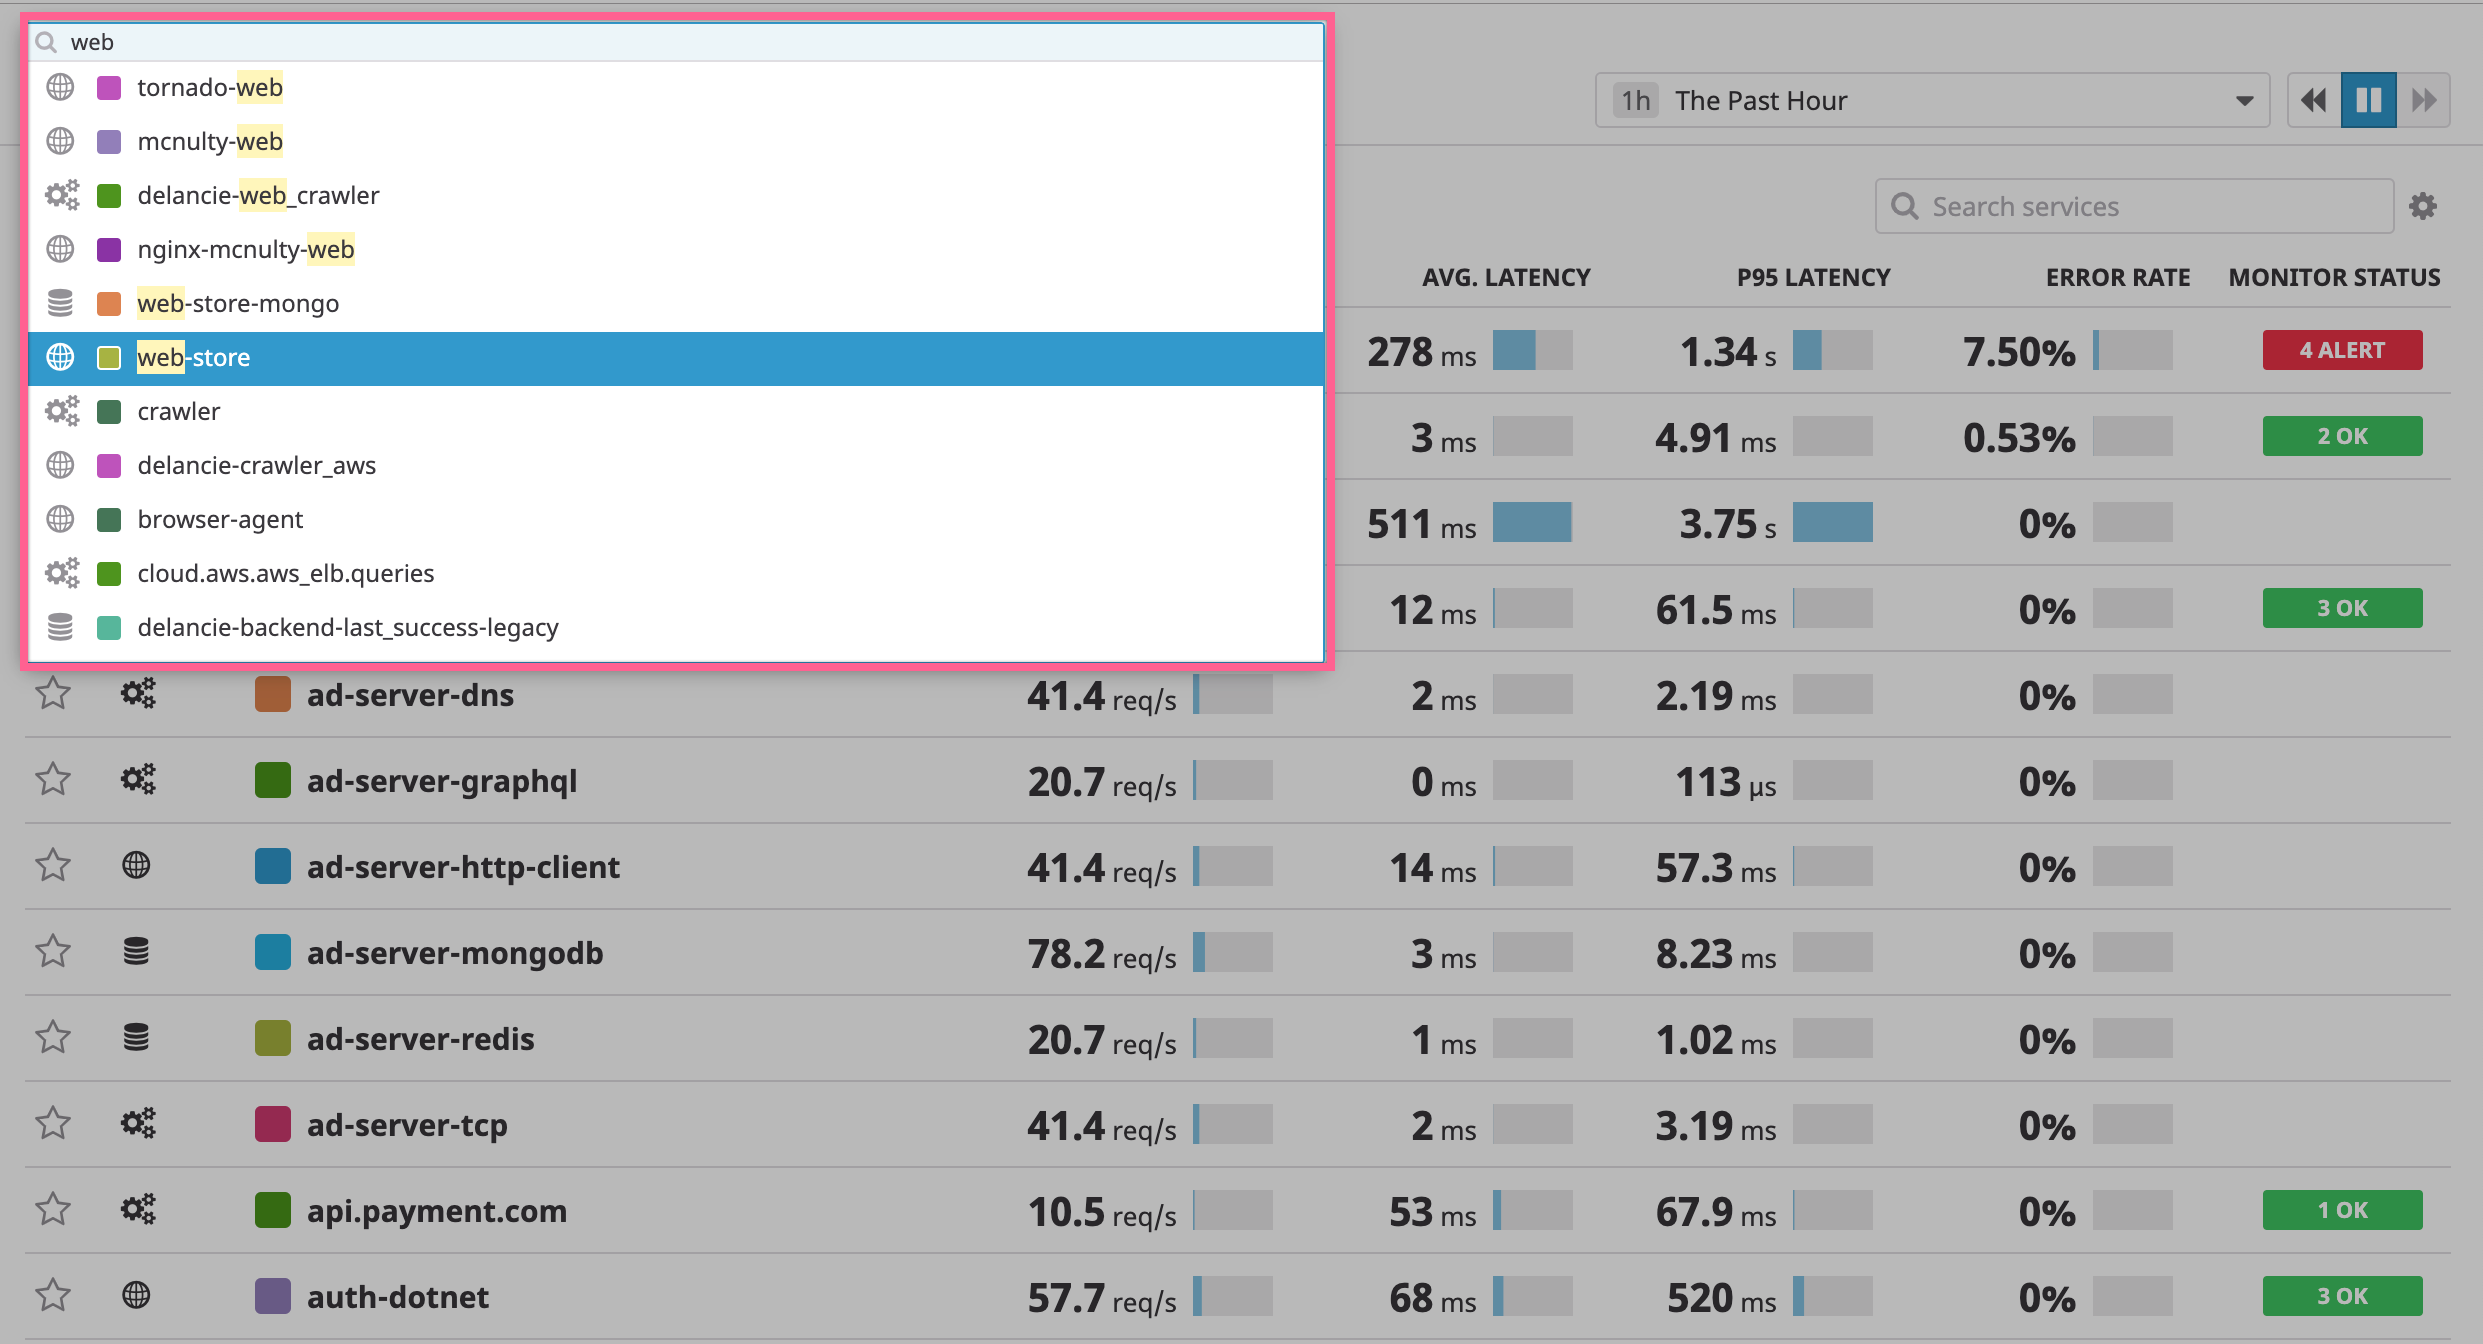 web
tornado-web
mcnulty-web
delancie-web_crawler
nginx-mcnulty-web
web-store-mongo
web-store
crawler
delancie-crawler_aws
browser-agent
cloud.aws.aws_elb.queries
delancie-backend-last_success-legacy
1h The Past Hour
Search services
AVG. LATENCY P95 LATENCY ERROR RATE MONITOR STATUS
278 ms 1.34 s 7.50% 4 ALERT
3 ms 4.91 ms 0.53% 2 OK
511 ms 3.75 s 0%
12 ms 61.5 ms 0% 3 OK
ad-server-dns 41.4 req/s 2 ms 2.19 ms 0%
ad-server-graphql 20.7 req/s 0 ms 113 µs 0%
ad-server-http-client 41.4 req/s 14 ms 57.3 ms 0%
ad-server-mongodb 78.2 req/s 3 ms 8.23 ms 0%
ad-server-redis 20.7 req/s 1 ms 1.02 ms 0%
ad-server-tcp 41.4 req/s 2 ms 3.19 ms 0%
api.payment.com 10.5 req/s 53 ms 67.9 ms 0% 1 OK
auth-dotnet 57.7 req/s 68 ms 520 ms 0% 3 OK